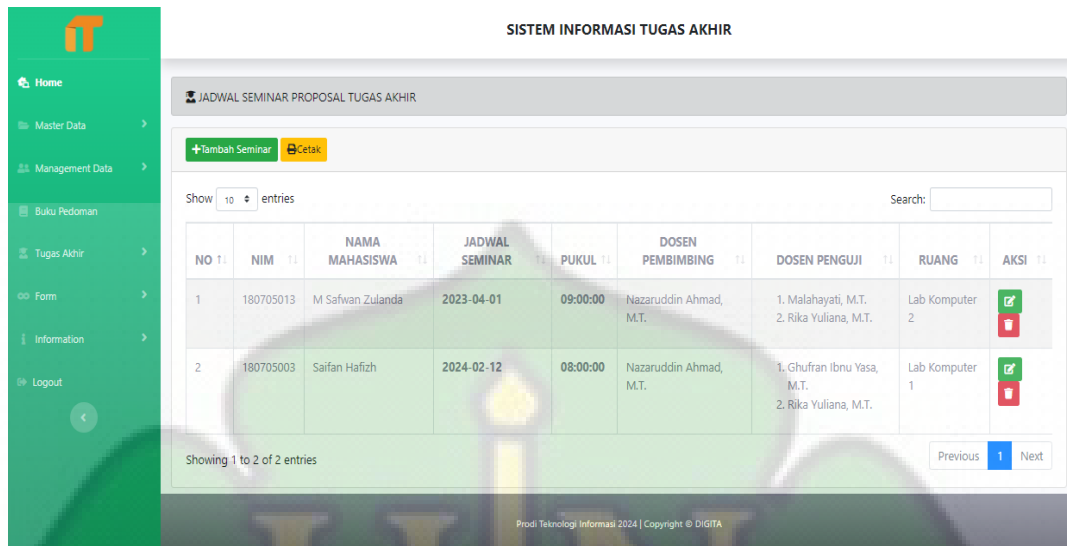 SISTEM INFORMASI TUGAS AKHIR
Home
Master Data
Management Data
Buku Pedoman
Tugas Akhir
Form
Information
Logout
JADWAL SEMINAR PROPOSAL TUGAS AKHIR
+Tambah Seminar Cetak
Show 10 entries Search:
NO NIM NAMA MAHASISWA JADWAL SEMINAR PUKUL DOSEN PEMBIMBING DOSEN PENGUJI RUANG AKSI
1 180705013 M Safwan Zulanda 2023-04-01 09:00:00 Nazaruddin Ahmad, 1. Malahayati, M.T. Lab Komputer
M.T. 2. Rika Yuliana, M.T. 2
2 180705003 Saifan Hafizh 2024-02-12 08:00:00 Nazaruddin Ahmad, 1. Ghufran Ibnu Yasa, Lab Komputer
M.T. M.T. 1
2. Rika Yuliana, M.T.
Showing 1 to 2 of 2 entries Previous 1 Next
Prodi Teknologi Informasi 2024 | Copyright © DIGITA